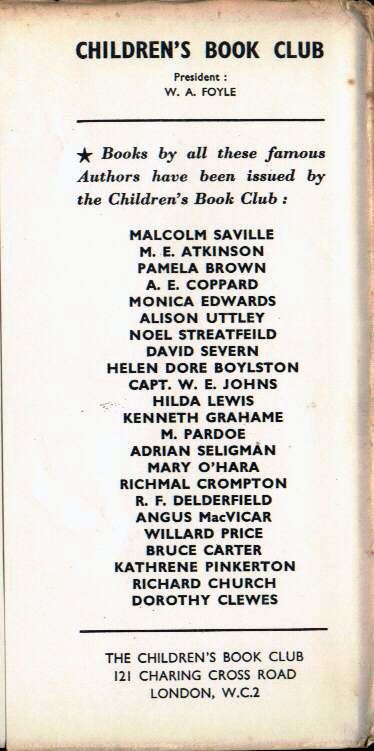 CHILDREN'S BOOK CLUB
President :
W. A. FOYLE
★ Books by all these famous
Authors have been issued by
the Children's Book Club :
MALCOLM SAVILLE
M. E. ATKINSON
PAMELA BROWN
A. E. COPPARD
MONICA EDWARDS
ALISON UTTLEY
NOEL STREATFEILD
DAVID SEVERN
HELEN DORE BOYLSTON
CAPT. W. E. JOHNS
HILDA LEWIS
KENNETH GRAHAME
M. PARDOE
ADRIAN SELIGMAN
MARY O'HARA
RICHMAL CROMPTON
R. F. DELDERFIELD
ANGUS MacVICAR
WILLARD PRICE
BRUCE CARTER
KATHRENE PINKERTON
RICHARD CHURCH
DOROTHY CLEWES
THE CHILDREN'S BOOK CLUB
121 CHARING CROSS ROAD
LONDON, W.C.2